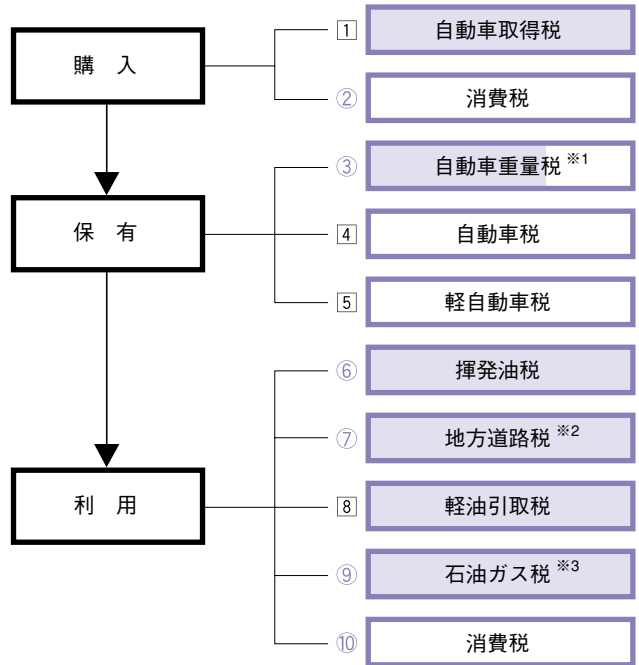 購 入
1 自動車取得税
② 消費税
保 有
③ 自動車重量税 ※1
4 自動車税
5 軽自動車税
利 用
⑥ 揮発油税
⑦ 地方道路税 ※2
8 軽油引取税
⑨ 石油ガス税 ※3
⑩ 消費税